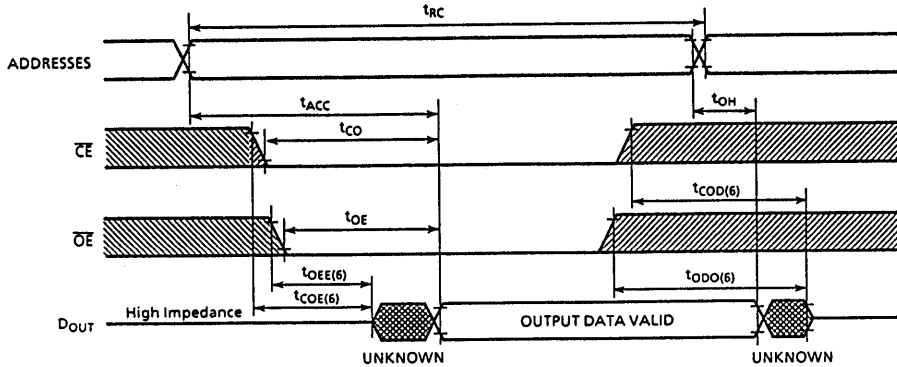 tRC
ADDRESSES
tACC
tOH
tCO
CE
tCOD(6)
tOE
OE
tOEE(6)
tODO(6)
tCOE(6)
High Impedance
DOUT
OUTPUT DATA VALID
UNKNOWN
UNKNOWN